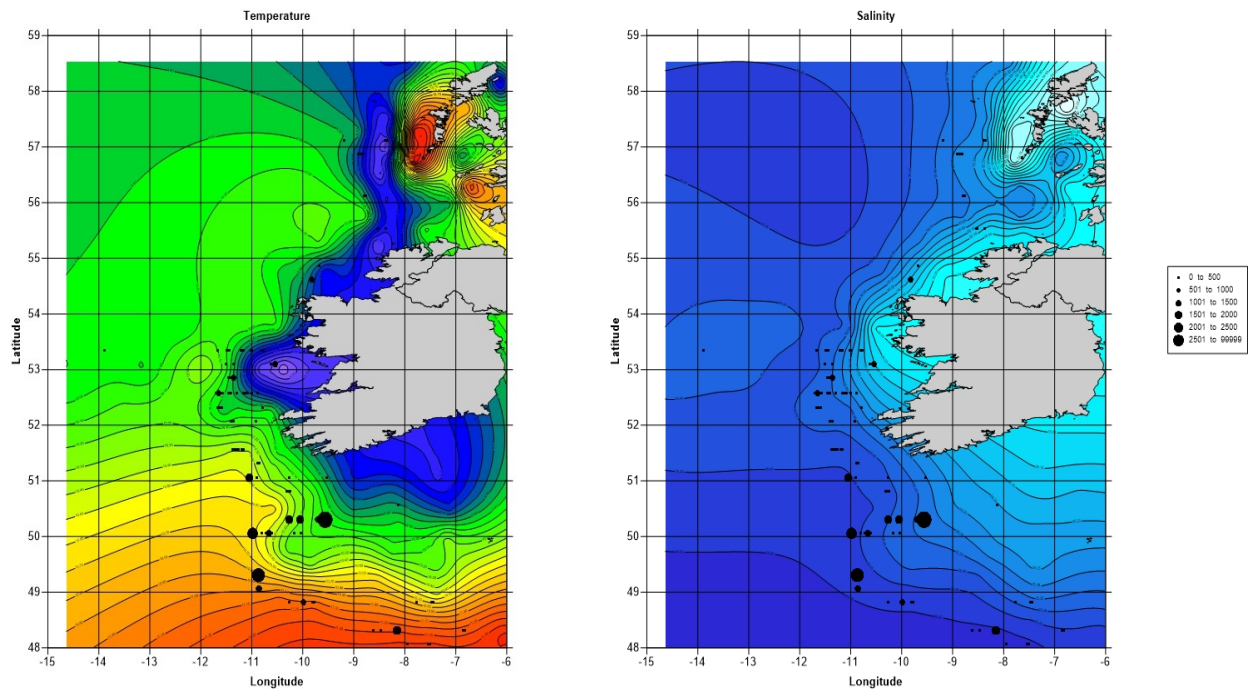 Temperature
Salinity
59
58
57
56
55
54
53
52
51
50
49
48
Latitude
-15 -14 -13 -12 -11 -10 -9 -8 -7 -6
Longitude
59
58
57
56
55
54
53
52
51
50
49
48
Latitude
-15 -14 -13 -12 -11 -10 -9 -8 -7 -6
Longitude
0 to 500
501 to 1000
1001 to 1500
1501 to 2000
2001 to 2500
2501 to 99999